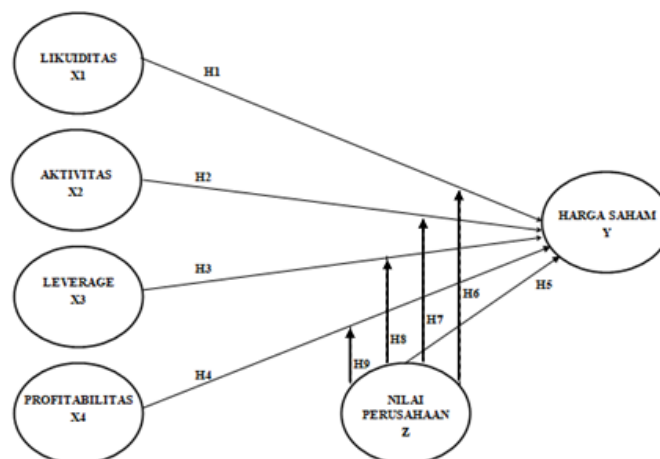 LIKUIDITAS
X1
H1
AKTIVITAS
X2
H2
HARGA SAHAM
Y
LEVERAGE
X3
H3
H5
H6
H7
H8
H9
PROFITABILITAS
X4
H4
NILAI
PERUSAHAAN
Z